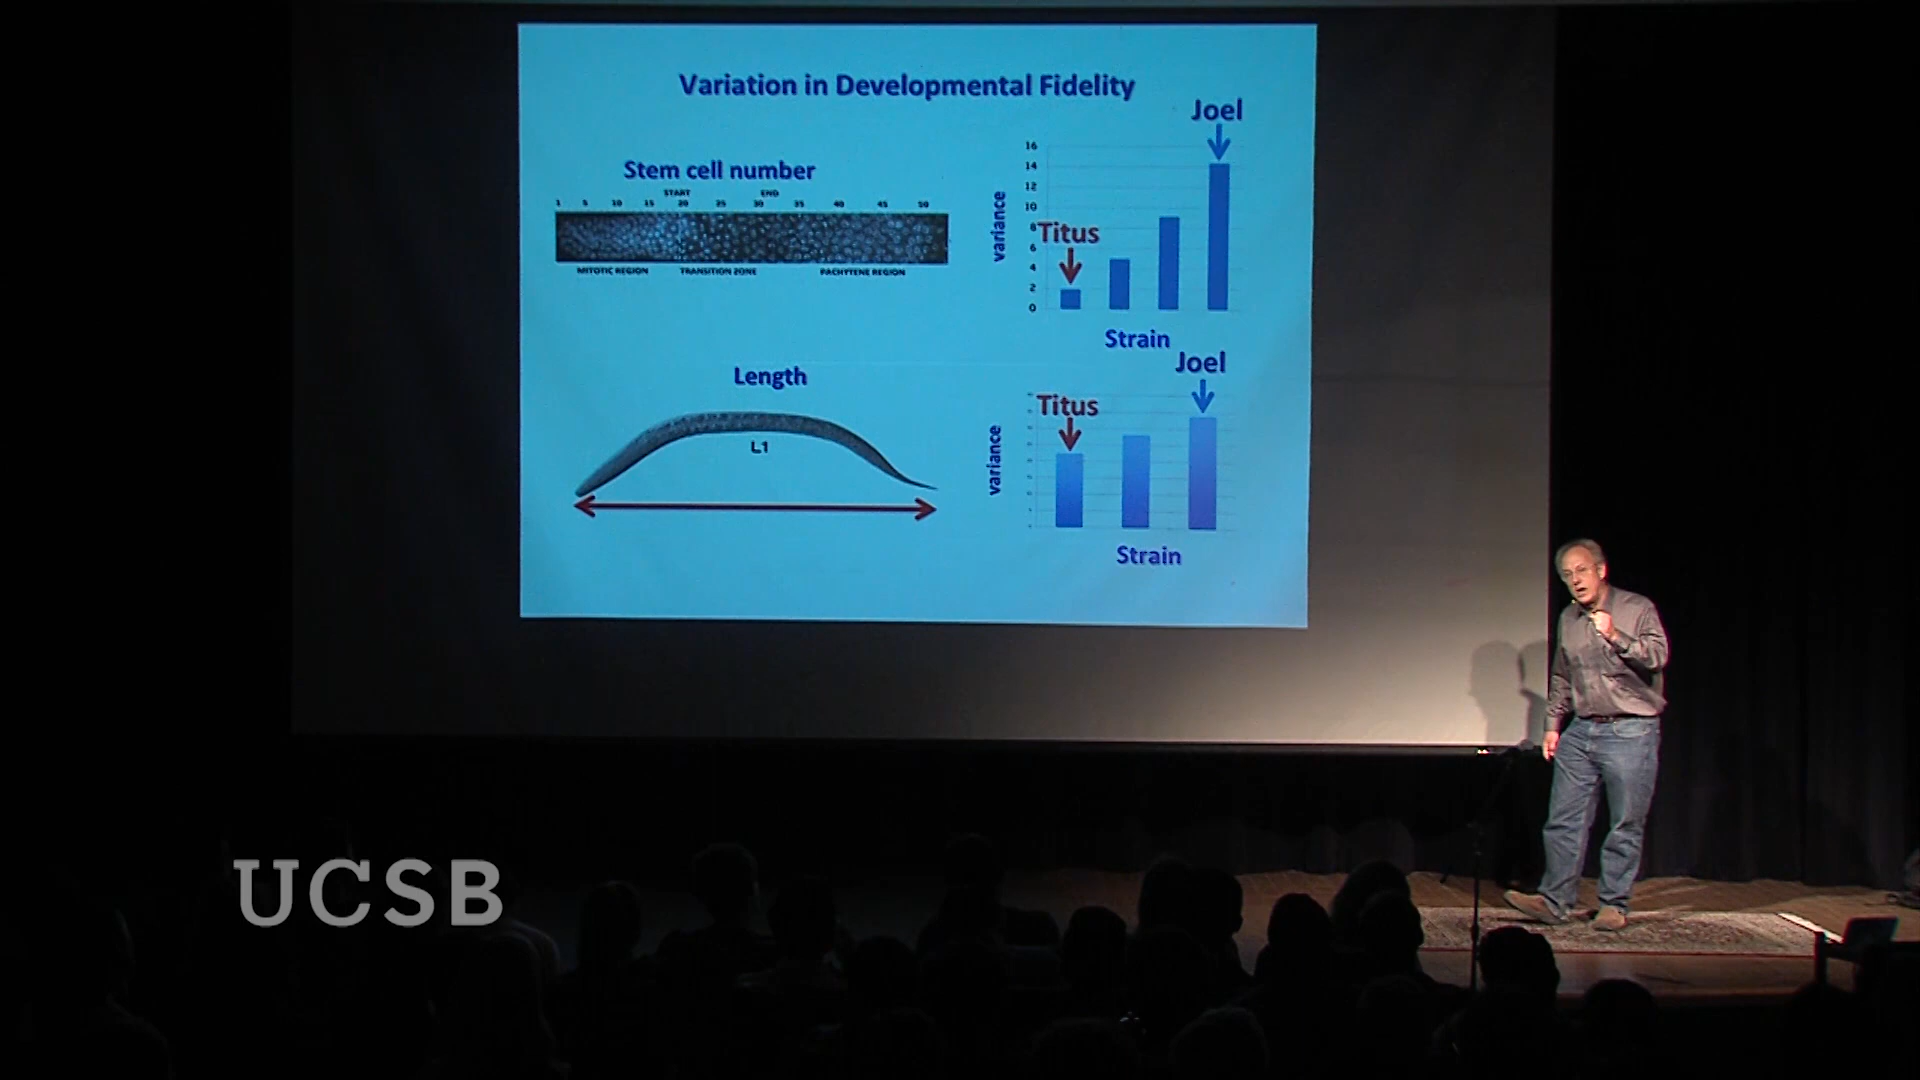 Variation in Developmental Fidelity
Stem cell number
START END
1 5 10 15 20 25 30 35 40 45 50
MITOTIC REGION TRANSITION ZONE PACHYTENE REGION
Joel
16
14
12
10
8
6
4
2
0
variance
Titus
Strain
Length
L1
Joel
Titus
variance
Strain
UCSB